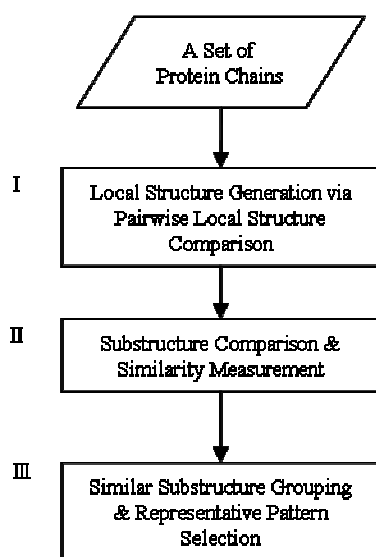 A Set of
Protein Chains
I
Local Structure Generation via
Pairwise Local Structure
Comparison
II
Substructure Comparison &
Similarity Measurement
III
Similar Substructure Grouping
& Representative Pattern
Selection